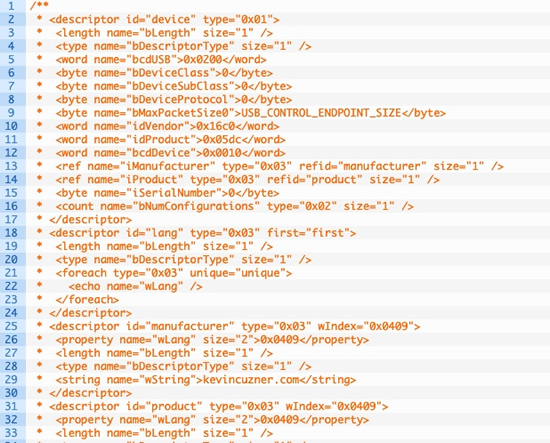 1 /**
2 * <descriptor id="device" type="0x01">
3 * <length name="bLength" size="1" />
4 * <type name="bDescriptorType" size="1" />
5 * <word name="bcdUSB">0x0200</word>
6 * <byte name="bDeviceClass">0</byte>
7 * <byte name="bDeviceSubClass">0</byte>
8 * <byte name="bDeviceProtocol">0</byte>
9 * <byte name="bMaxPacketSize0">USB_CONTROL_ENDPOINT_SIZE</byte>
10 * <word name="idVendor">0x16c0</word>
11 * <word name="idProduct">0x05dc</word>
12 * <word name="bcdDevice">0x0010</word>
13 * <ref name="iManufacturer" type="0x03" refid="manufacturer" size="1" />
14 * <ref name="iProduct" type="0x03" refid="product" size="1" />
15 * <byte name="iSerialNumber">0</byte>
16 * <count name="bNumConfigurations" type="0x02" size="1" />
17 * </descriptor>
18 * <descriptor id="lang" type="0x03" first="first">
19 * <length name="bLength" size="1" />
20 * <type name="bDescriptorType" size="1" />
21 * <foreach type="0x03" unique="unique">
22 * <echo name="wLang" />
23 * </foreach>
24 * </descriptor>
25 * <descriptor id="manufacturer" type="0x03" wIndex="0x0409">
26 * <property name="wLang" size="2">0x0409</property>
27 * <length name="bLength" size="1" />
28 * <type name="bDescriptorType" size="1" />
29 * <string name="wString">kevincuzner.com</string>
30 * </descriptor>
31 * <descriptor id="product" type="0x03" wIndex="0x0409">
32 * <property name="wLang" size="2">0x0409</property>
33 * <length name="bLength" size="1" />